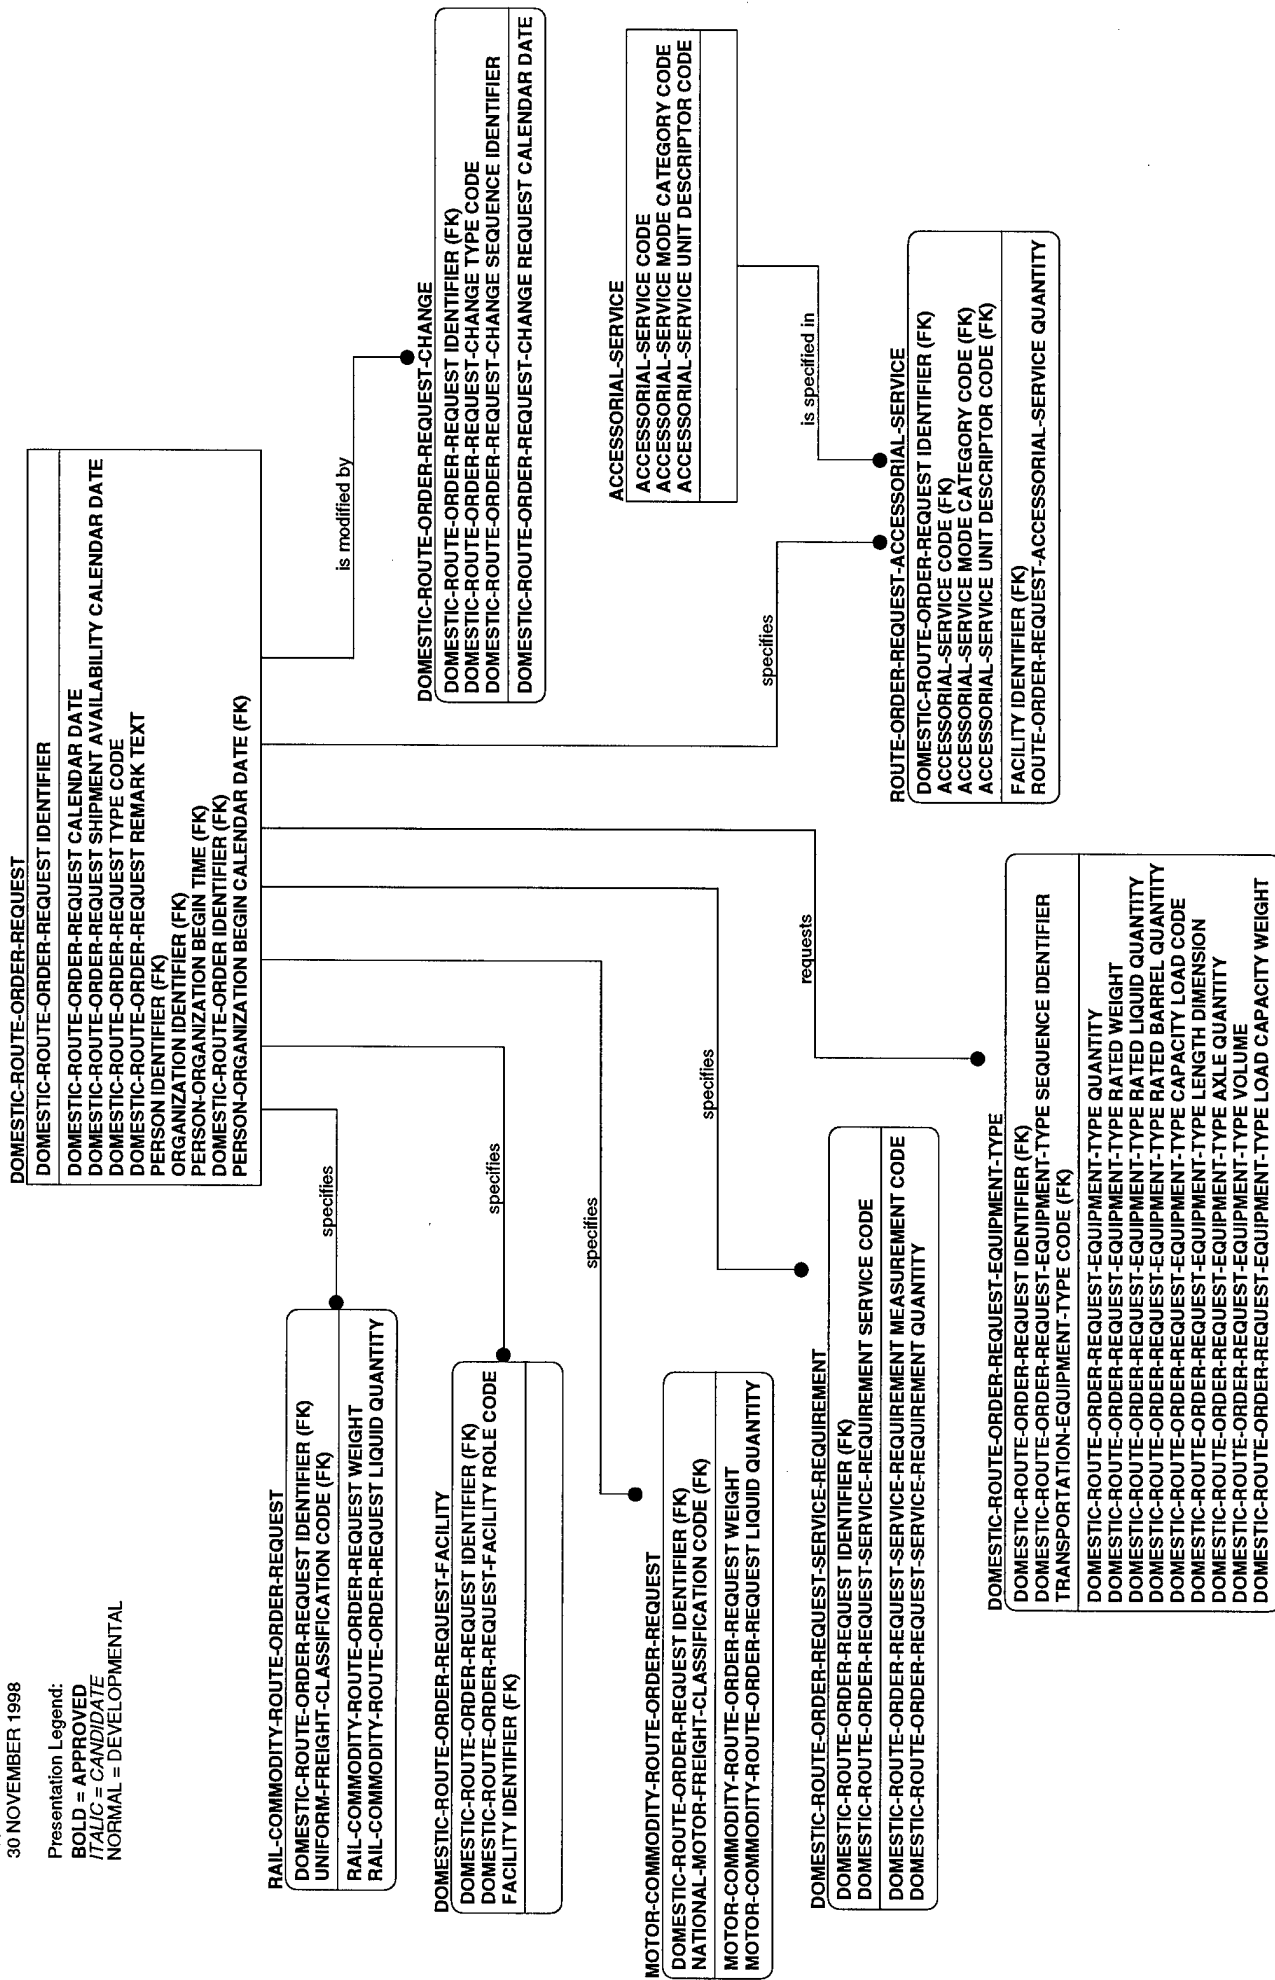 30 NOVEMBER 1998
Presentation Legend:
BOLD = APPROVED
ITALIC = CANDIDATE
NORMAL = DEVELOPMENTAL
DOMESTIC-ROUTE-ORDER-REQUEST
DOMESTIC-ROUTE-ORDER-REQUEST IDENTIFIER
DOMESTIC-ROUTE-ORDER-REQUEST CALENDAR DATE
DOMESTIC-ROUTE-ORDER-REQUEST SHIPMENT AVAILABILITY CALENDAR DATE
DOMESTIC-ROUTE-ORDER-REQUEST TYPE CODE
DOMESTIC-ROUTE-ORDER-REQUEST REMARK TEXT
PERSON IDENTIFIER (FK)
ORGANIZATION IDENTIFIER (FK)
PERSON-ORGANIZATION BEGIN TIME (FK)
DOMESTIC-ROUTE-ORDER IDENTIFIER (FK)
PERSON-ORGANIZATION BEGIN CALENDAR DATE (FK)
specifies
specifies
specifies
specifies
requests
specifies
is modified by
RAIL-COMMODITY-ROUTE-ORDER-REQUEST
DOMESTIC-ROUTE-ORDER-REQUEST IDENTIFIER (FK)
UNIFORM-FREIGHT-CLASSIFICATION CODE (FK)
RAIL-COMMODITY-ROUTE-ORDER-REQUEST WEIGHT
RAIL-COMMODITY-ROUTE-ORDER-REQUEST LIQUID QUANTITY
DOMESTIC-ROUTE-ORDER-REQUEST-FACILITY
DOMESTIC-ROUTE-ORDER-REQUEST IDENTIFIER (FK)
DOMESTIC-ROUTE-ORDER-REQUEST-FACILITY ROLE CODE
FACILITY IDENTIFIER (FK)
MOTOR-COMMODITY-ROUTE-ORDER-REQUEST
DOMESTIC-ROUTE-ORDER-REQUEST IDENTIFIER (FK)
NATIONAL-MOTOR-FREIGHT-CLASSIFICATION CODE (FK)
MOTOR-COMMODITY-ROUTE-ORDER-REQUEST WEIGHT
MOTOR-COMMODITY-ROUTE-ORDER-REQUEST LIQUID QUANTITY
DOMESTIC-ROUTE-ORDER-REQUEST-SERVICE-REQUIREMENT
DOMESTIC-ROUTE-ORDER-REQUEST IDENTIFIER (FK)
DOMESTIC-ROUTE-ORDER-REQUEST-SERVICE-REQUIREMENT SERVICE CODE
DOMESTIC-ROUTE-ORDER-REQUEST-SERVICE-REQUIREMENT MEASUREMENT CODE
DOMESTIC-ROUTE-ORDER-REQUEST-SERVICE-REQUIREMENT QUANTITY
DOMESTIC-ROUTE-ORDER-REQUEST-EQUIPMENT-TYPE
DOMESTIC-ROUTE-ORDER-REQUEST IDENTIFIER (FK)
DOMESTIC-ROUTE-ORDER-REQUEST-EQUIPMENT-TYPE SEQUENCE IDENTIFIER
TRANSPORTATION-EQUIPMENT-TYPE CODE (FK)
DOMESTIC-ROUTE-ORDER-REQUEST-EQUIPMENT-TYPE QUANTITY
DOMESTIC-ROUTE-ORDER-REQUEST-EQUIPMENT-TYPE RATED WEIGHT
DOMESTIC-ROUTE-ORDER-REQUEST-EQUIPMENT-TYPE RATED LIQUID QUANTITY
DOMESTIC-ROUTE-ORDER-REQUEST-EQUIPMENT-TYPE RATED BARREL QUANTITY
DOMESTIC-ROUTE-ORDER-REQUEST-EQUIPMENT-TYPE CAPACITY LOAD CODE
DOMESTIC-ROUTE-ORDER-REQUEST-EQUIPMENT-TYPE LENGTH DIMENSION
DOMESTIC-ROUTE-ORDER-REQUEST-EQUIPMENT-TYPE AXLE QUANTITY
DOMESTIC-ROUTE-ORDER-REQUEST-EQUIPMENT-TYPE VOLUME
DOMESTIC-ROUTE-ORDER-REQUEST-EQUIPMENT-TYPE LOAD CAPACITY WEIGHT
DOMESTIC-ROUTE-ORDER-REQUEST-CHANGE
DOMESTIC-ROUTE-ORDER-REQUEST IDENTIFIER (FK)
DOMESTIC-ROUTE-ORDER-REQUEST-CHANGE TYPE CODE
DOMESTIC-ROUTE-ORDER-REQUEST-CHANGE SEQUENCE IDENTIFIER
DOMESTIC-ROUTE-ORDER-REQUEST-CHANGE REQUEST CALENDAR DATE
ACCESSORIAL-SERVICE
ACCESSORIAL-SERVICE CODE
ACCESSORIAL-SERVICE MODE CATEGORY CODE
ACCESSORIAL-SERVICE UNIT DESCRIPTOR CODE
is specified in
ROUTE-ORDER-REQUEST-ACCESSORIAL-SERVICE
DOMESTIC-ROUTE-ORDER-REQUEST IDENTIFIER (FK)
ACCESSORIAL-SERVICE CODE (FK)
ACCESSORIAL-SERVICE MODE CATEGORY CODE (FK)
ACCESSORIAL-SERVICE UNIT DESCRIPTOR CODE (FK)
FACILITY IDENTIFIER (FK)
ROUTE-ORDER-REQUEST-ACCESSORIAL-SERVICE QUANTITY